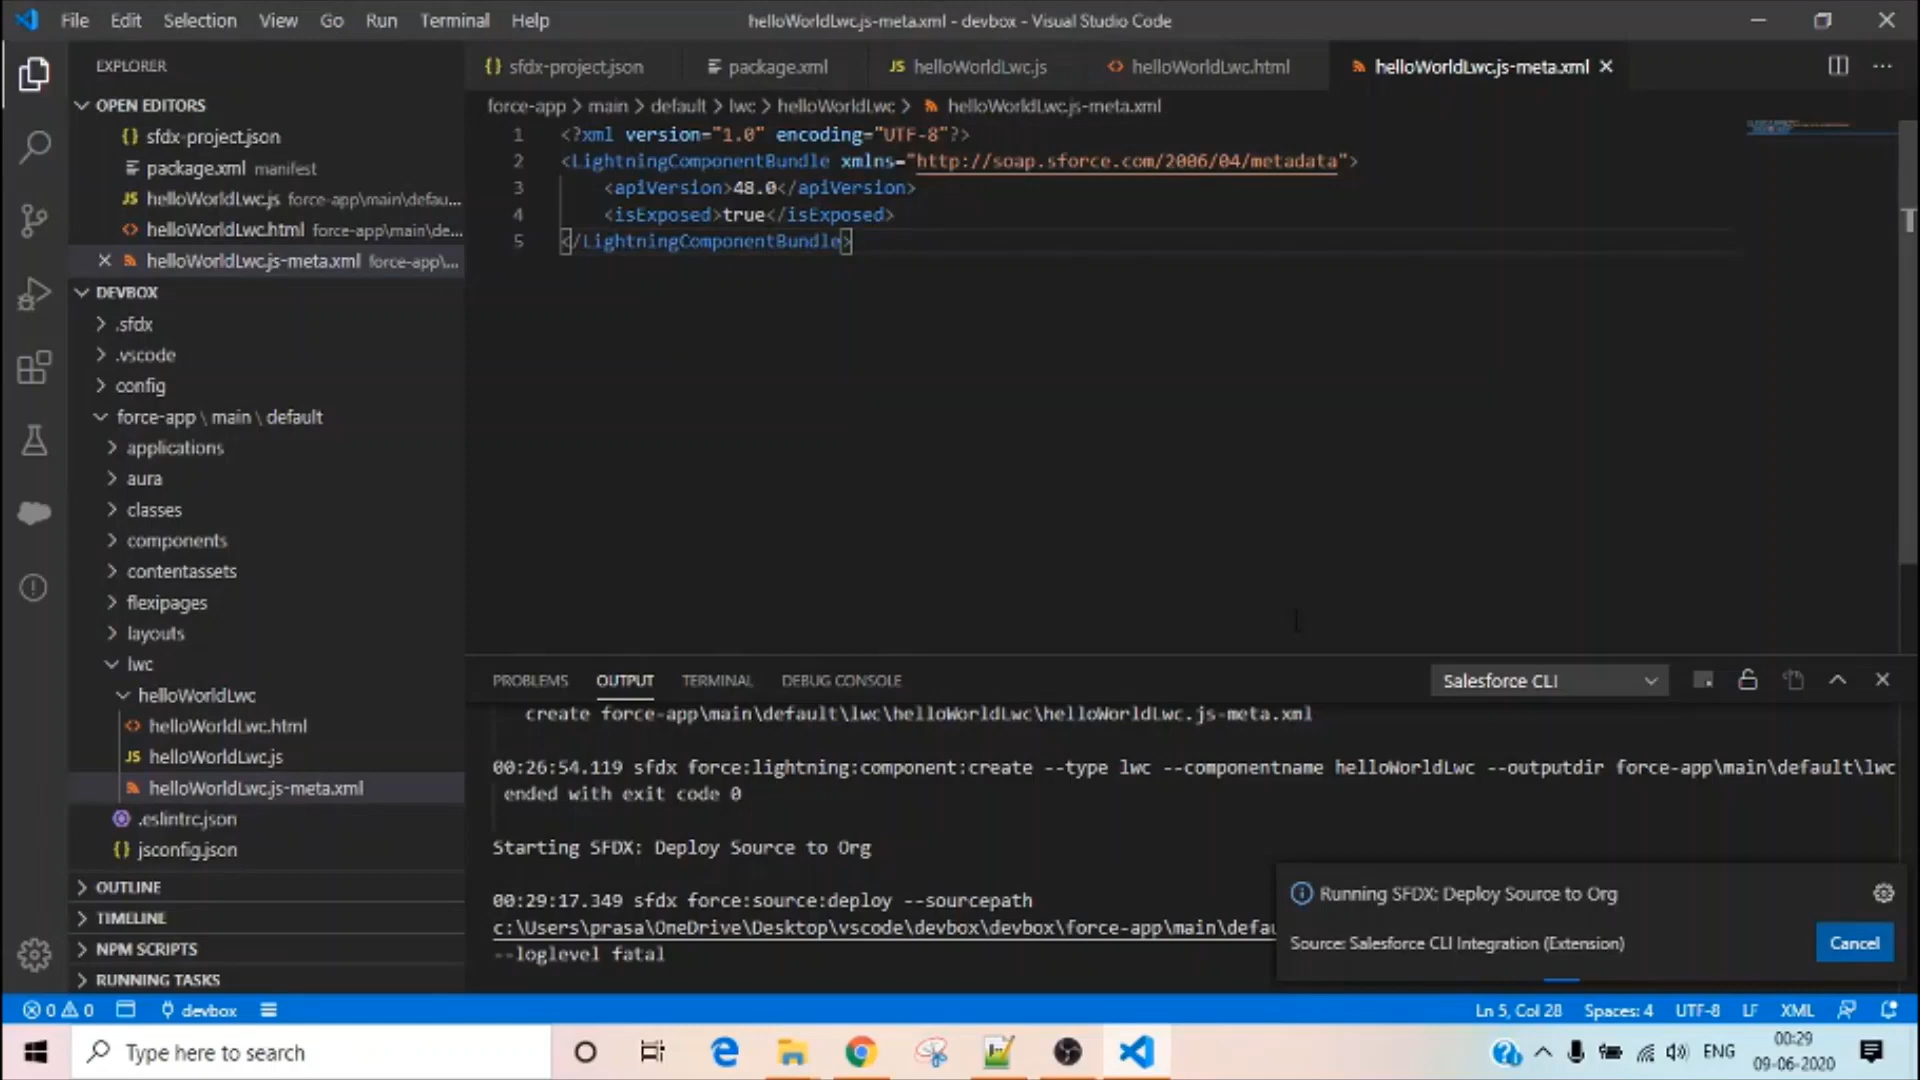 File Edit Selection View Go Run Terminal Help
helloWorldLwc.js-meta.xml - devbox - Visual Studio Code
EXPLORER
OPEN EDITORS
{} sfdx-project.json
package.xml manifest
JS helloWorldLwc.js force-app\main\defau...
<> helloWorldLwc.html force-app\main\de...
helloWorldLwc.js-meta.xml force-app\...
DEVBOX
.sfdx
.vscode
config
force-app \ main \ default
applications
aura
classes
components
contentassets
flexipages
layouts
lwc
helloWorldLwc
<> helloWorldLwc.html
JS helloWorldLwc.js
helloWorldLwc.js-meta.xml
.eslintrc.json
{} jsconfig.json
OUTLINE
TIMELINE
NPM SCRIPTS
RUNNING TASKS
{} sfdx-project.json package.xml JS helloWorldLwc.js <> helloWorldLwc.html helloWorldLwc.js-meta.xml
force-app > main > default > lwc > helloWorldLwc > helloWorldLwc.js-meta.xml
1 <?xml version="1.0" encoding="UTF-8"?>
2 <LightningComponentBundle xmlns="http://soap.sforce.com/2006/04/metadata">
3 <apiVersion>48.0</apiVersion>
4 <isExposed>true</isExposed>
5 </LightningComponentBundle>
PROBLEMS OUTPUT TERMINAL DEBUG CONSOLE
Salesforce CLI
create force-app\main\default\lwc\helloWorldLwc\helloWorldLwc.js-meta.xml
00:26:54.119 sfdx force:lightning:component:create --type lwc --componentname helloWorldLwc --outputdir force-app\main\default\lwc
ended with exit code 0
Starting SFDX: Deploy Source to Org
00:29:17.349 sfdx force:source:deploy --sourcepath
c:\Users\prasa\OneDrive\Desktop\vscode\devbox\devbox\force-app\main\defau
--loglevel fatal
Running SFDX: Deploy Source to Org
Source: Salesforce CLI Integration (Extension)
Cancel
0 0 devbox
Ln 5, Col 28 Spaces: 4 UTF-8 LF XML
Type here to search
ENG
00:29
09-06-2020